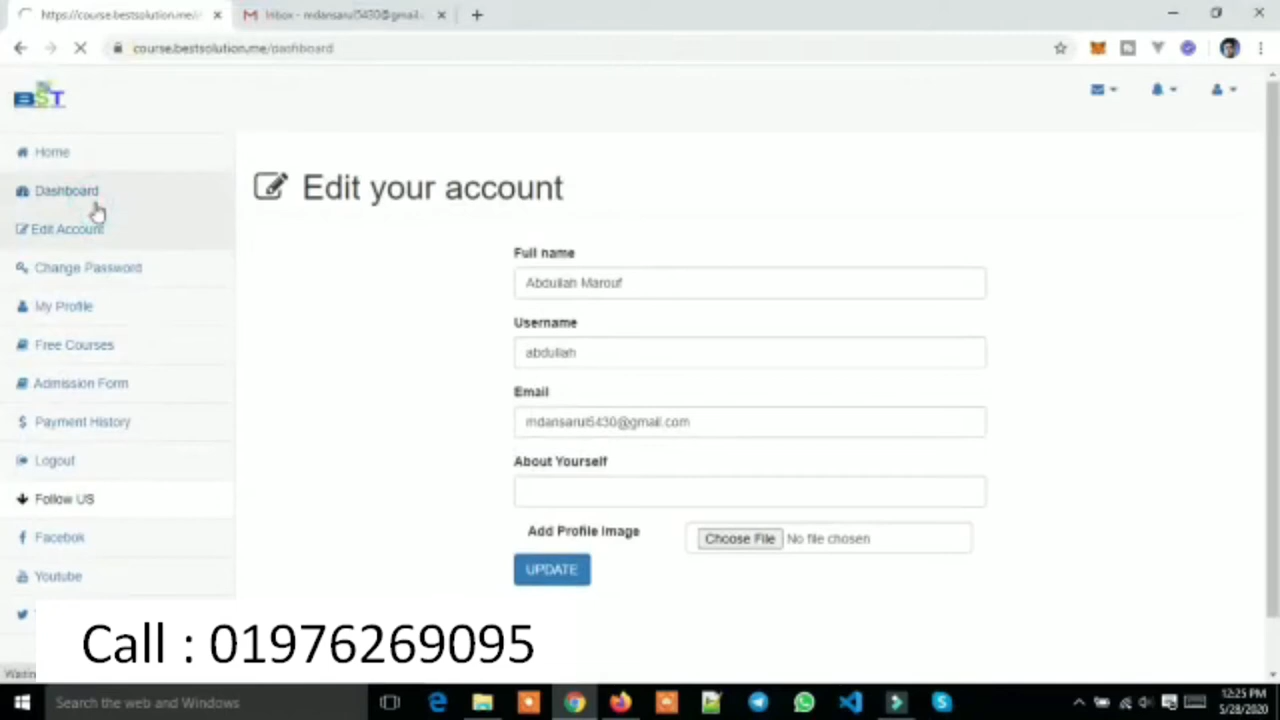 https://course.bestsolution.me/
Inbox - mdansarul5430@gmail.
course.bestsolution.me/dashboard
BST
Home
Dashboard
Edit Account
Change Password
My Profile
Free Courses
Admission Form
Payment History
Logout
Follow US
Facebok
Youtube
Edit your account
Full name
Abdullah Marouf
Username
abdullah
Email
mdansarul5430@gmail.com
About Yourself
Add Profile Image
Choose File No file chosen
UPDATE
Call : 01976269095
Search the web and Windows
12:25 PM
5/28/2020